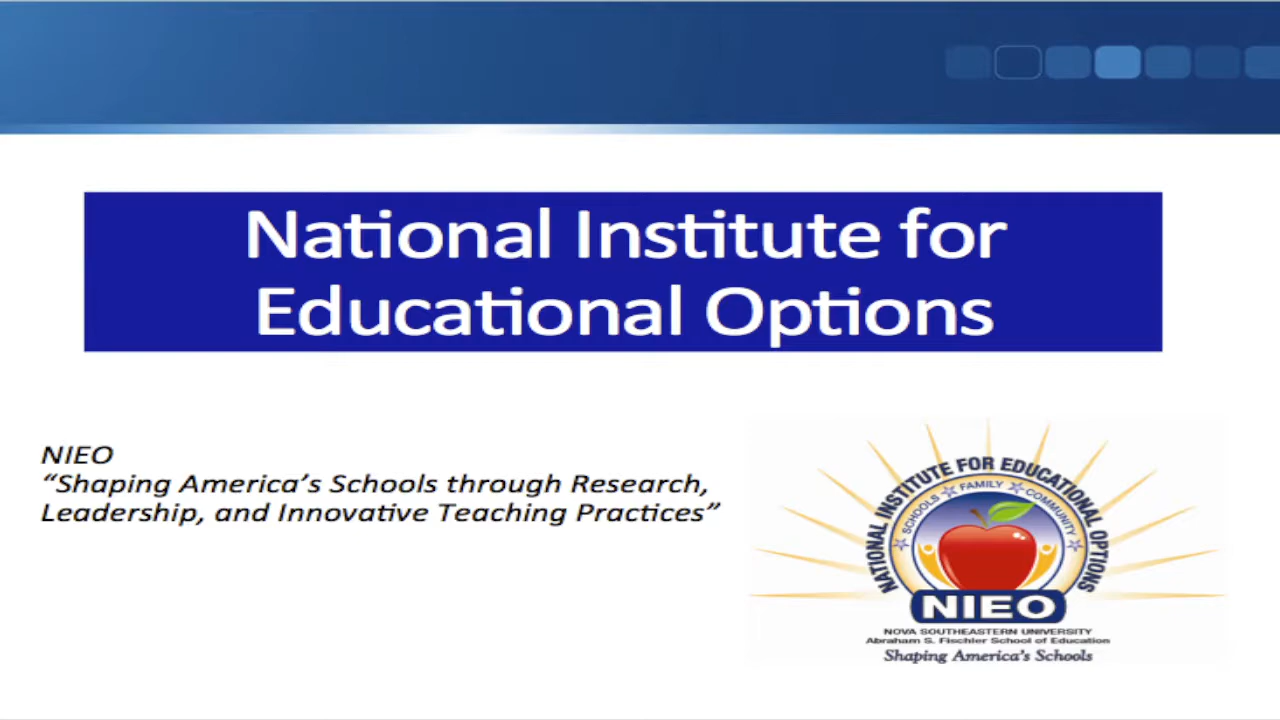 National Institute for
Educational Options
NIEO
“Shaping America’s Schools through Research,
Leadership, and Innovative Teaching Practices”
NATIONAL INSTITUTE FOR EDUCATIONAL OPTIONS
SCHOOLS FAMILY COMMUNITY
NIEO
NOVA SOUTHEASTERN UNIVERSITY
Abraham S. Fischler School of Education
Shaping America's Schools